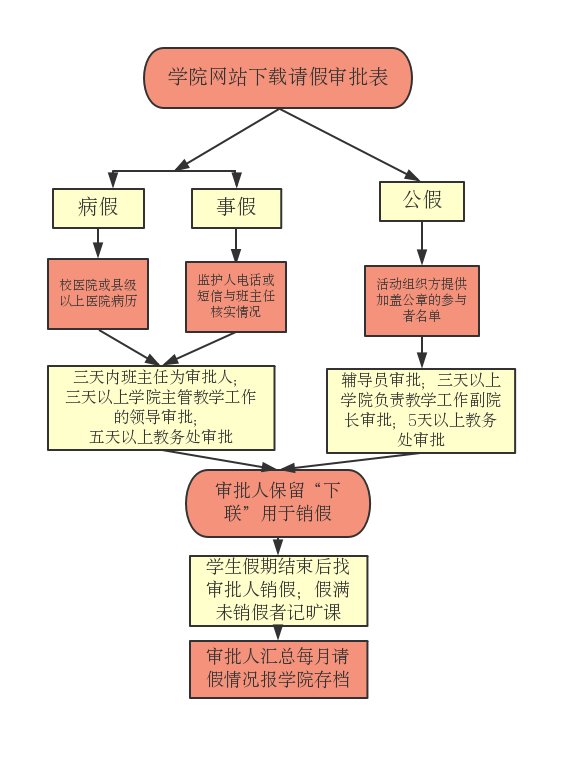 学院网站下载请假审批表
病假
事假
公假
校医院或县级
以上医院病历
监护人电话或
短信与班主任
核实情况
活动组织方提供
加盖公章的参与
者名单
三天内班主任为审批人；
三天以上学院主管教学工作
的领导审批；
五天以上教务处审批
辅导员审批；三天以上
学院负责教学工作副院
长审批；5天以上教务
处审批
审批人保留“下
联”用于销假
学生假期结束后找
审批人销假；假满
未销假者记旷课
审批人汇总每月请
假情况报学院存档